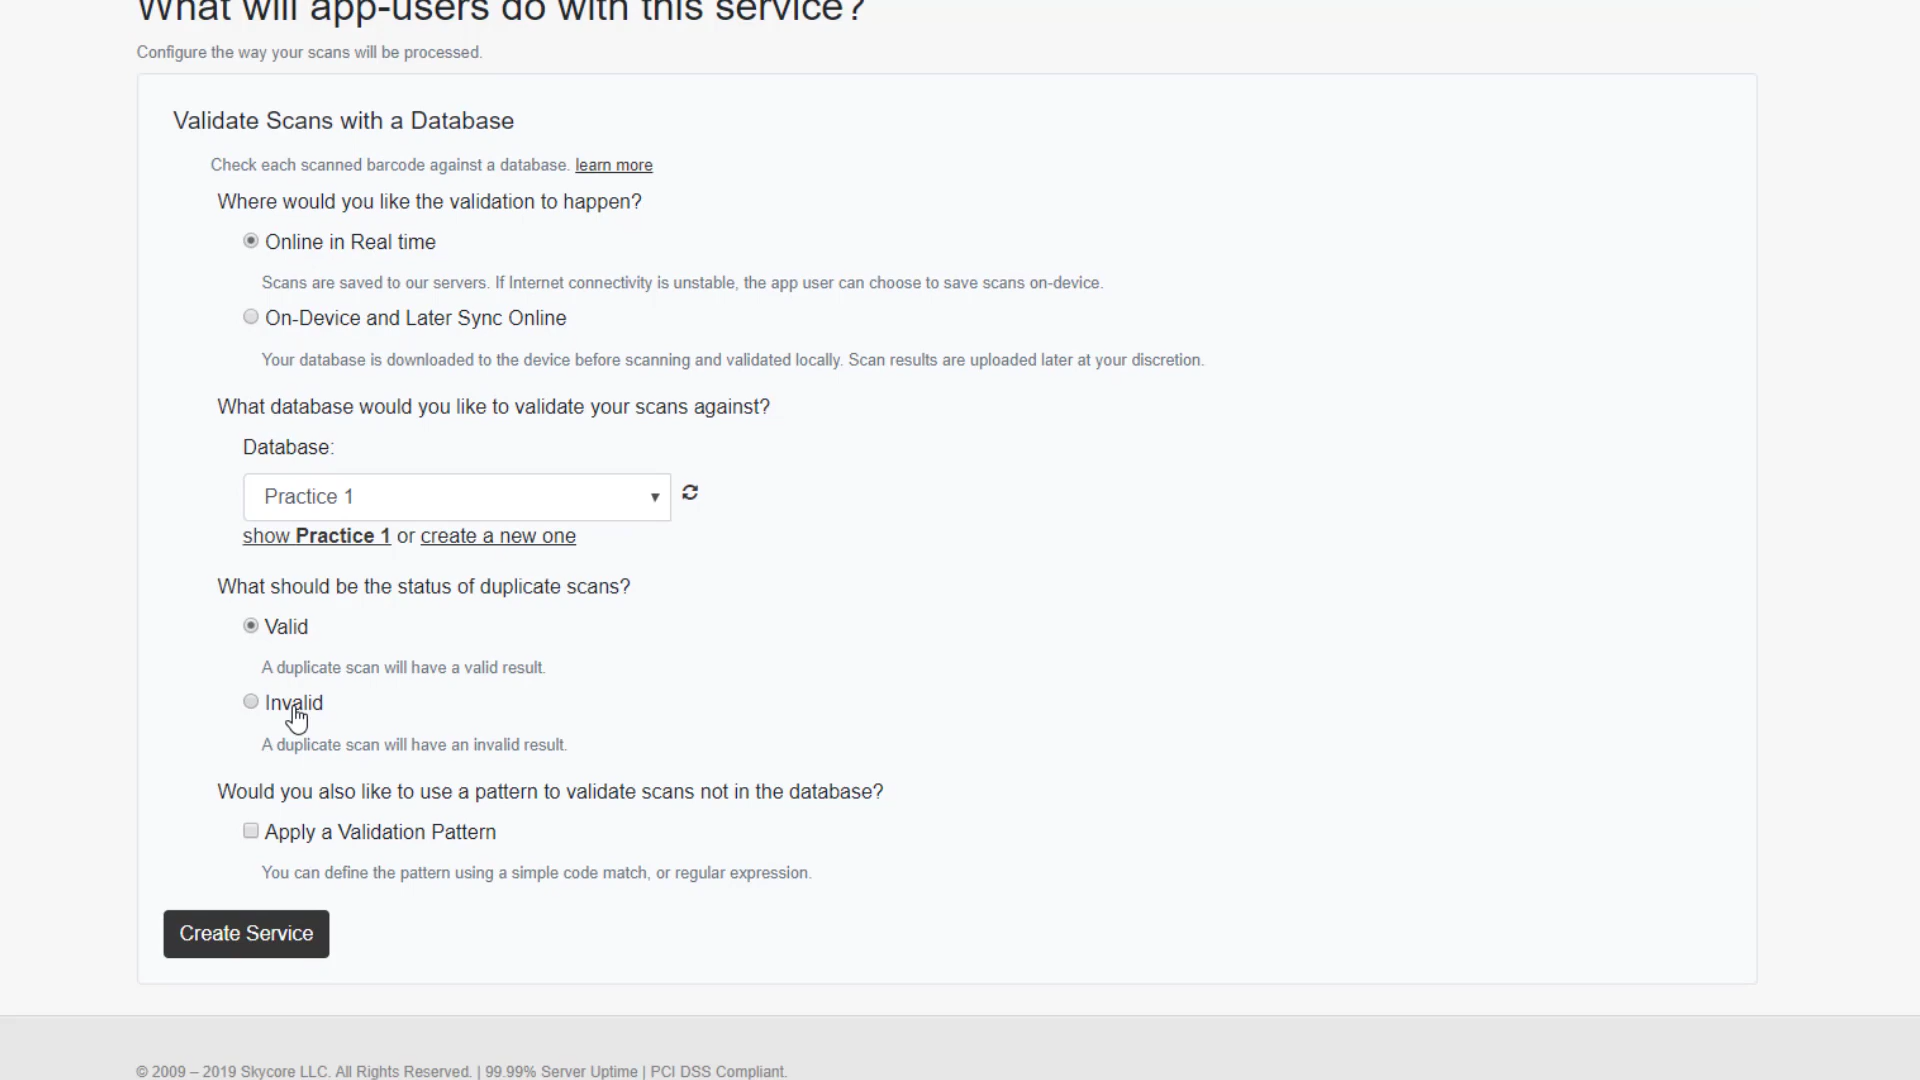 What will app-users do with this service?
Configure the way your scans will be processed.
Validate Scans with a Database
Check each scanned barcode against a database. learn more
Where would you like the validation to happen?
Online in Real time
Scans are saved to our servers. If Internet connectivity is unstable, the app user can choose to save scans on-device.
On-Device and Later Sync Online
Your database is downloaded to the device before scanning and validated locally. Scan results are uploaded later at your discretion.
What database would you like to validate your scans against?
Database:
Practice 1
show Practice 1 or create a new one
What should be the status of duplicate scans?
Valid
A duplicate scan will have a valid result.
Invalid
A duplicate scan will have an invalid result.
Would you also like to use a pattern to validate scans not in the database?
Apply a Validation Pattern
You can define the pattern using a simple code match, or regular expression.
Create Service
© 2009 – 2019 Skycore LLC. All Rights Reserved. | 99.99% Server Uptime | PCI DSS Compliant.